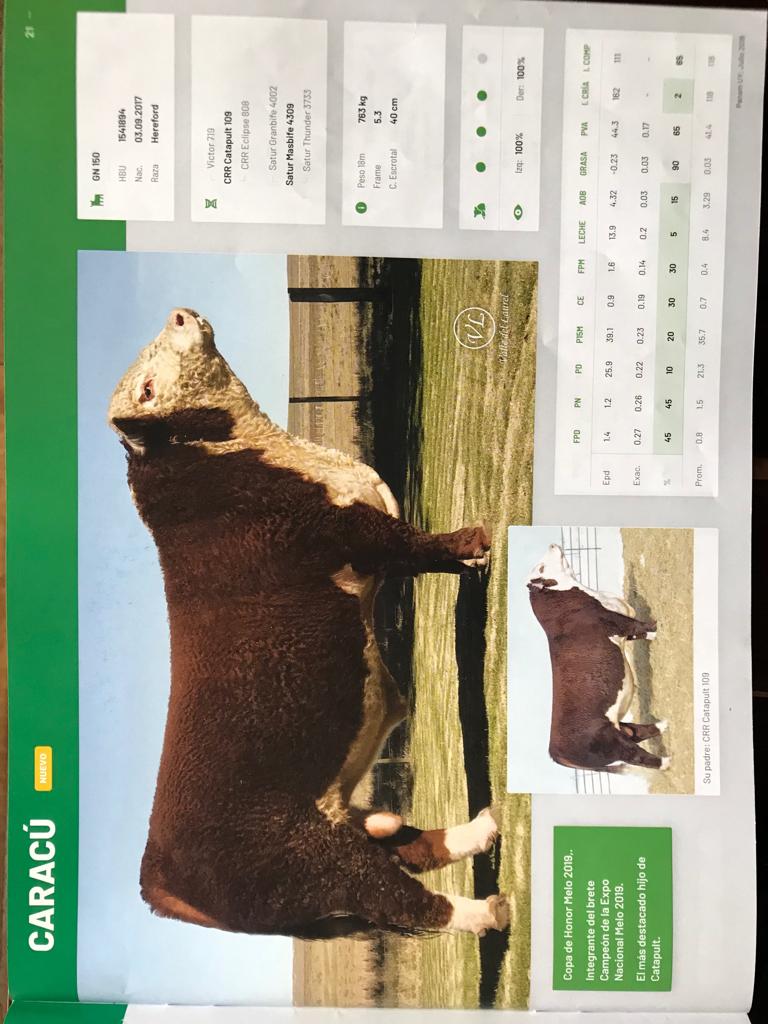 CARACÚ
NUEVO
21
GN 150
HBU 1541894
Nac. 03.09.2017
Raza Hereford
Victor 719
CRR Catapult 109
CRR Eclipse 808
Satur Granbife 4002
Satur Masbife 4309
Satur Thunder 3733
Peso 18m 763 kg
Frame 5.3
C. Escrotal 40 cm
Izq: 100% Der: 100%
VL
Valle del Laurel
Copa de Honor Melo 2019,.
Integrante del brete
Campeón de la Expo
Nacional Melo 2019.
El más destacado hijo de
Catapult.
Su padre: CRR Catapult 109
FPD PN PD P15M CE FPM LECHE AOB GRASA PVA I. CRÍA I. COMP
Epd 1.4 1.2 25.9 39.1 0.9 1.6 13.9 4.32 -0.23 44.3 162 111
Exac. 0.27 0.26 0.22 0.23 0.19 0.14 0.2 0.03 0.03 0.17 - -
% 45 45 10 20 30 30 5 15 90 65 2 65
Prom. 0.8 1.5 21.3 35.7 0.7 0.4 8.4 3.29 0.03 41.4 118 118
Panam UY: Julio